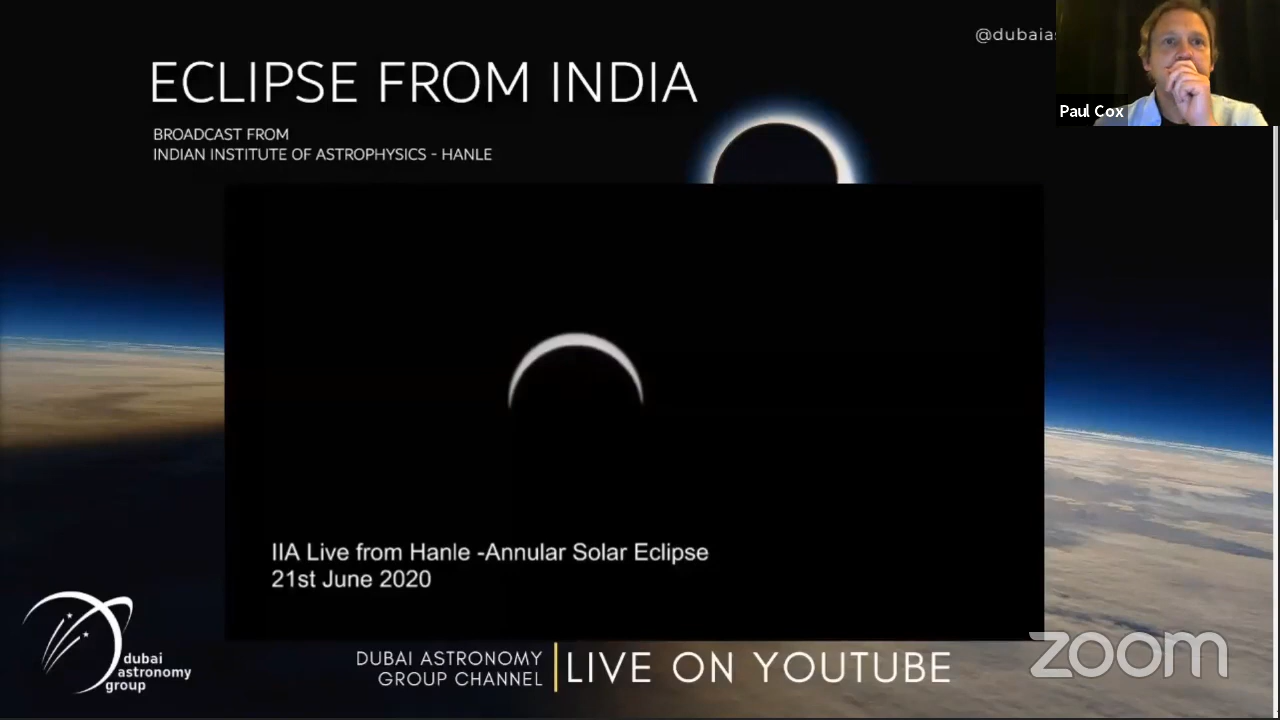 @dubaias
ECLIPSE FROM INDIA
BROADCAST FROM
INDIAN INSTITUTE OF ASTROPHYSICS - HANLE
Paul Cox
IIA Live from Hanle -Annular Solar Eclipse
21st June 2020
dubai
astronomy
group
DUBAI ASTRONOMY
GROUP CHANNEL
LIVE ON YOUTUBE
zoom